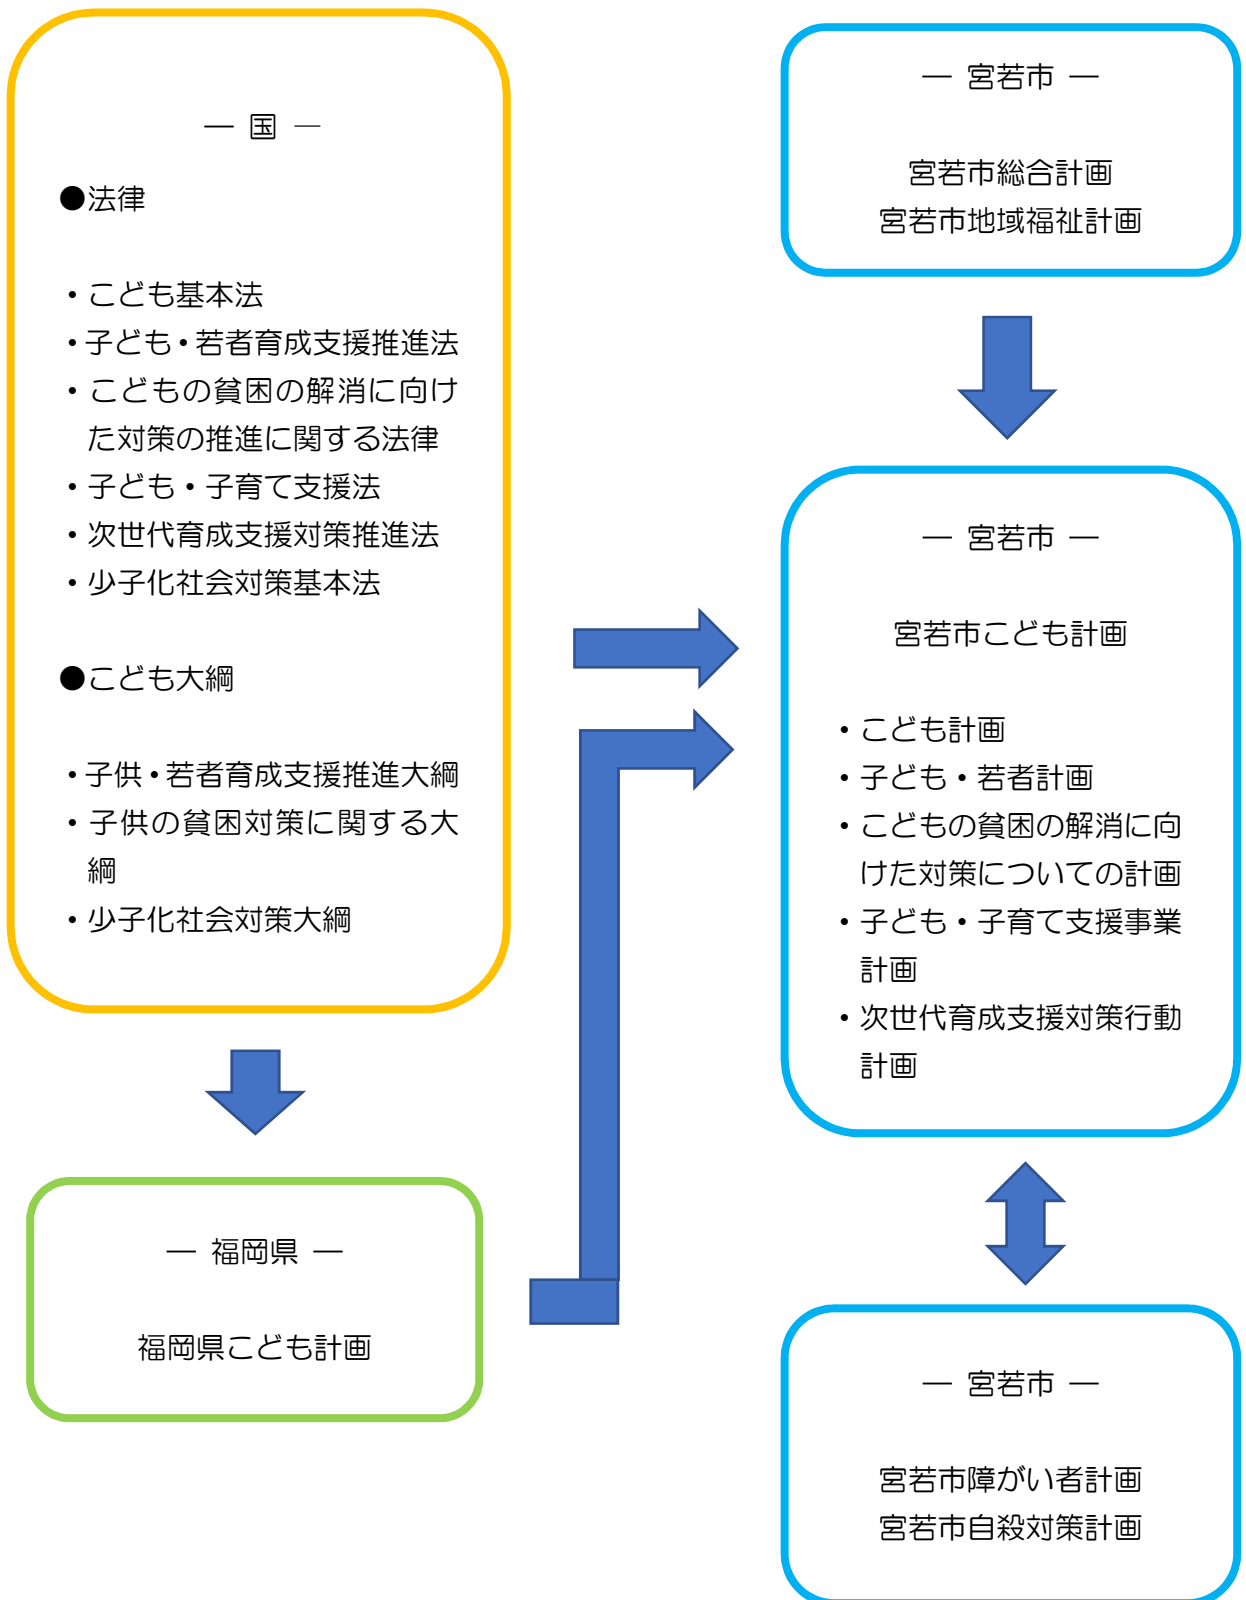 ― 国 ―
●法律
・こども基本法
・子ども・若者育成支援推進法
・こどもの貧困の解消に向け
た対策の推進に関する法律
・子ども・子育て支援法
・次世代育成支援対策推進法
・少子化社会対策基本法
●こども大綱
・子供・若者育成支援推進大綱
・子供の貧困対策に関する大
綱
・少子化社会対策大綱
― 福岡県 ―
福岡県こども計画
― 宮若市 ―
宮若市総合計画
宮若市地域福祉計画
― 宮若市 ―
宮若市こども計画
・こども計画
・子ども・若者計画
・こどもの貧困の解消に向
けた対策についての計画
・子ども・子育て支援事業
計画
・次世代育成支援対策行動
計画
― 宮若市 ―
宮若市障がい者計画
宮若市自殺対策計画